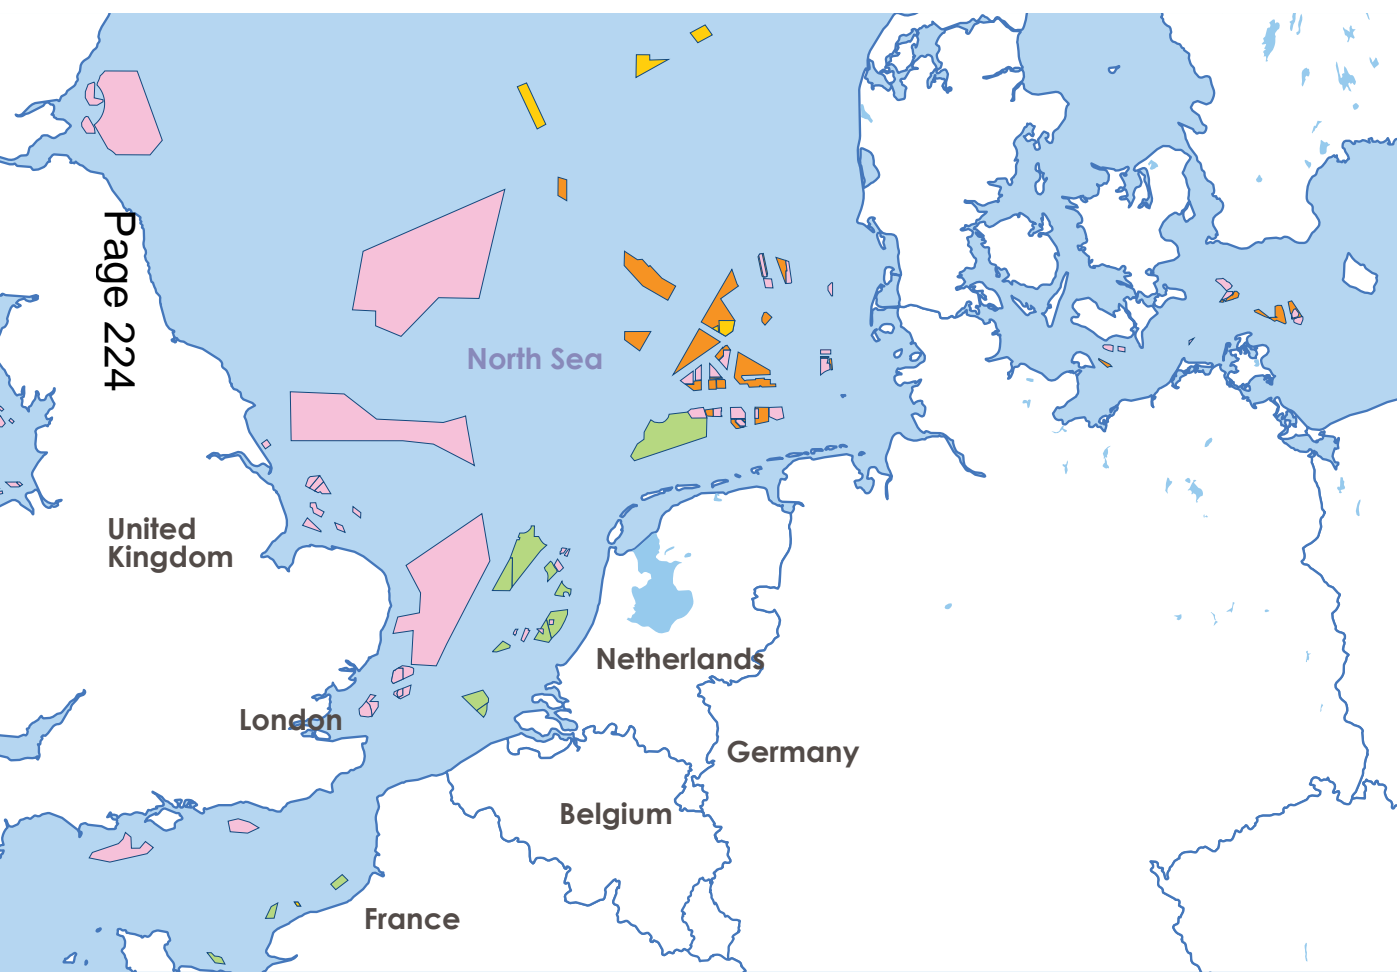 Page 224
North Sea
United
Kingdom
Netherlands
London
Germany
Belgium
France